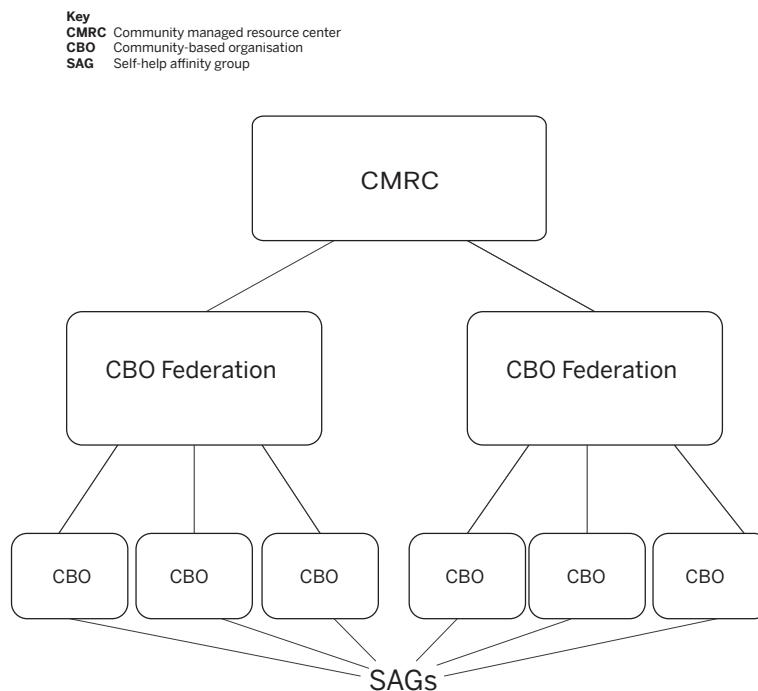 Key
CMRC Community managed resource center
CBO Community-based organisation
SAG Self-help affinity group
CMRC
CBO Federation
CBO Federation
CBO
CBO
CBO
CBO
CBO
CBO
SAGs